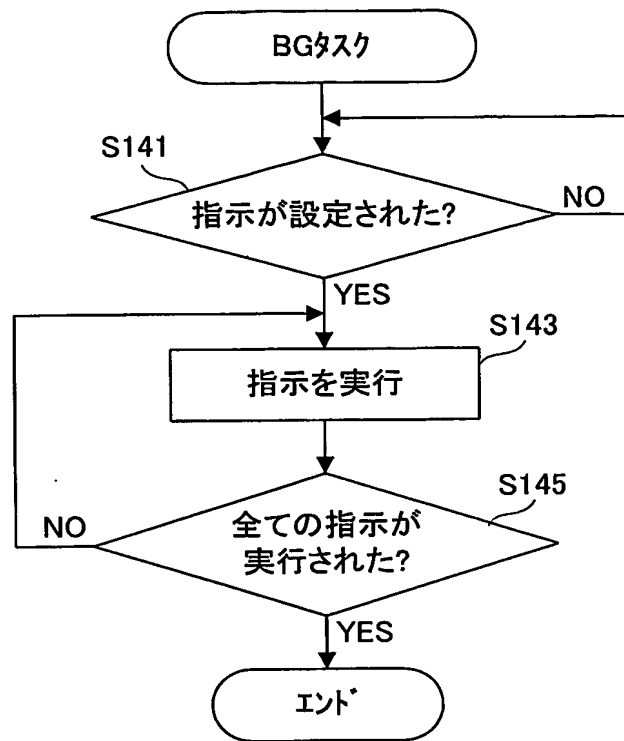 BGﾀｽｸ
S141
指示が設定された?
NO
YES
S143
指示を実行
S145
NO
全ての指示が
実行された?
YES
ｴﾝﾄﾞ